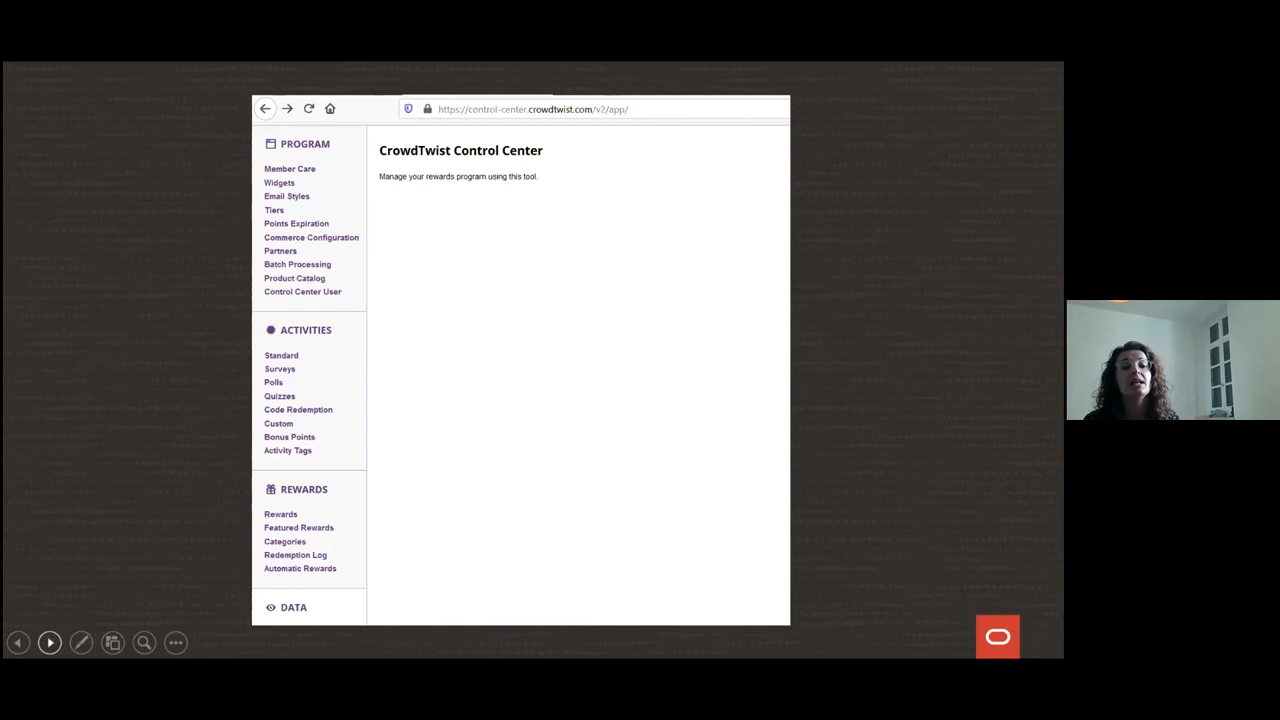 https://control-center.crowdtwist.com/v2/app/
PROGRAM
Member Care
Widgets
Email Styles
Tiers
Points Expiration
Commerce Configuration
Partners
Batch Processing
Product Catalog
Control Center User
ACTIVITIES
Standard
Surveys
Polls
Quizzes
Code Redemption
Custom
Bonus Points
Activity Tags
REWARDS
Rewards
Featured Rewards
Categories
Redemption Log
Automatic Rewards
DATA
CrowdTwist Control Center
Manage your rewards program using this tool.